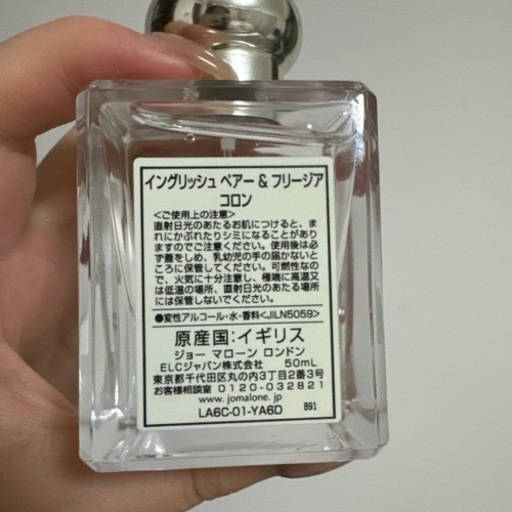 イングリッシュ ペアー & フリージア
コロン
<ご使用上の注意>
直射日光のあたるお肌につけると、ま
れにかぶれたりシミになることがあり
ますのでご注意ください。使用後は必
ず蓋をしめ、乳幼児の手の届かないと
ころに保管してください。可燃性なの
で、火気に十分注意し、極端に高温又
は低温の場所、直射日光のあたる場所
には保管しないでください。
●変性アルコール・水・香料<JILN5059>
原産国:イギリス
ジョー マローン ロンドン
ELCジャパン株式会社 50mL
東京都千代田区丸の内3丁目2番3号
お客様相談室 0120-032821
www.jomalone.jp
LA6C-01-YA6D 891